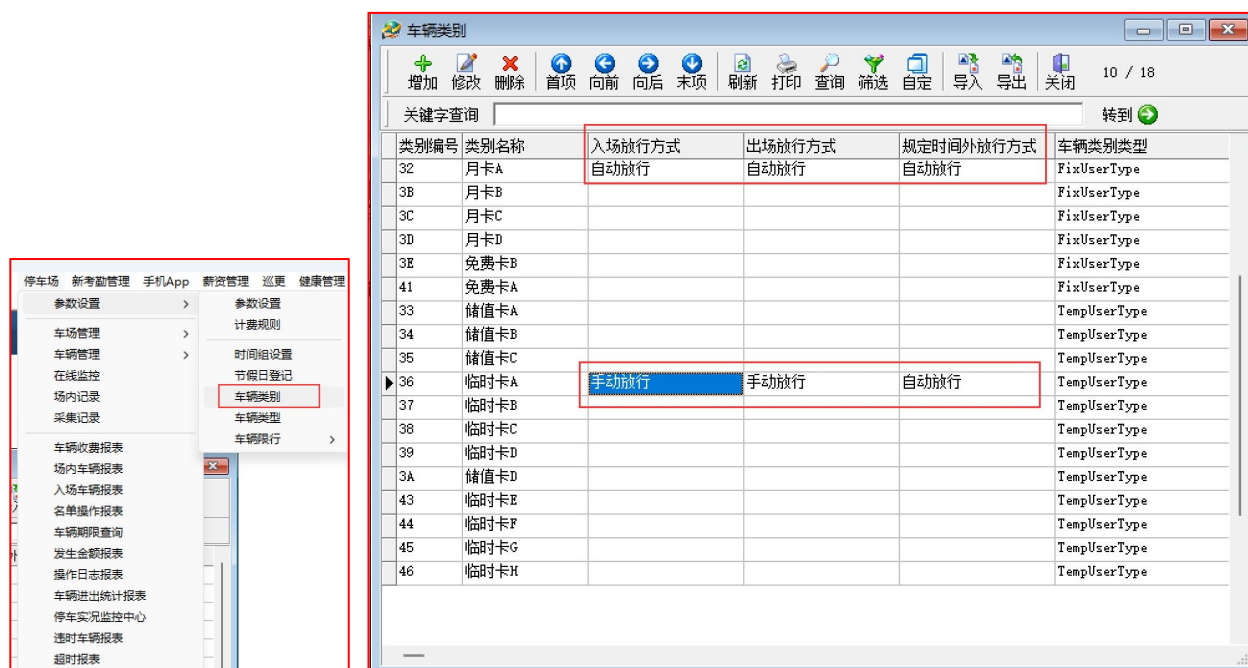 停车场 新考勤管理 手机App 薪资管理 巡更 健康管理
参数设置 >
车场管理 >
车辆管理 >
在线监控
场内记录
采集记录
车辆收费报表
场内车辆报表
入场车辆报表
名单操作报表
车辆期限查询
发生金额报表
操作日志报表
车辆进出统计报表
停车实况监控中心
违时车辆报表
超时报表
参数设置
计费规则
时间组设置
节假日登记
车辆类别
车辆类型
车辆限行 >
车辆类别
增加 修改 删除 首项 向前 向后 末项 刷新 打印 查询 筛选 自定 导入 导出 关闭 10 / 18
关健字查询 转到
类别编号 类别名称 入场放行方式 出场放行方式 规定时间外放行方式 车辆类别类型
32 月卡A 自动放行 自动放行 自动放行 FixUserType
3B 月卡B FixUserType
3C 月卡C FixUserType
3D 月卡D FixUserType
3E 免费卡B FixUserType
41 免费卡A FixUserType
33 储值卡A TempUserType
34 储值卡B TempUserType
35 储值卡C TempUserType
36 临时卡A 手动放行 手动放行 自动放行 TempUserType
37 临时卡B TempUserType
38 临时卡C TempUserType
39 临时卡D TempUserType
3A 储值卡D TempUserType
43 临时卡E TempUserType
44 临时卡F TempUserType
45 临时卡G TempUserType
46 临时卡H TempUserType